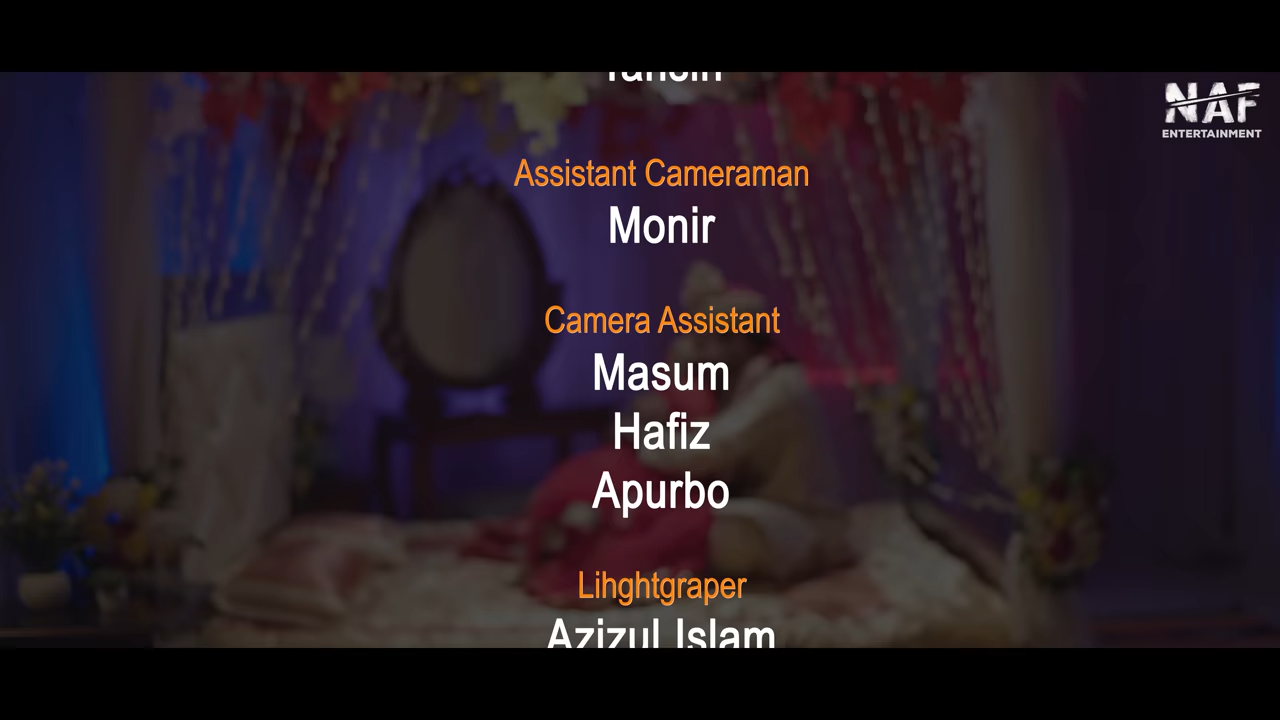 NAF
ENTERTAINMENT
Assistant Cameraman
Monir
Camera Assistant
Masum
Hafiz
Apurbo
Lihghtgraper
Azizul Islam